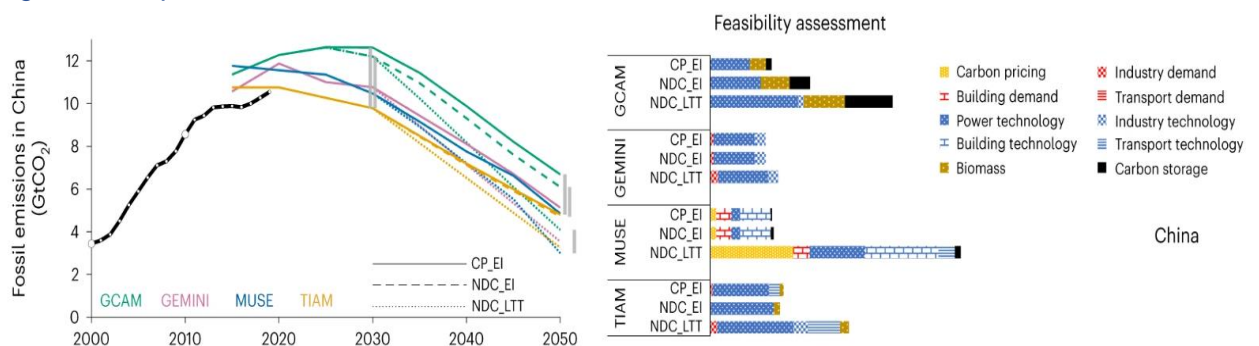 Feasibility assessment
Fossil emissions in China
(GtCO2)
12
10
8
6
4
2
0
2000
2010
2020
2030
2040
2050
GCAM
GEMINI
MUSE
TIAM
CP_EI
NDC_EI
NDC_LTT
GCAM
CP_EI
NDC_EI
NDC_LTT
GEMINI
CP_EI
NDC_EI
NDC_LTT
MUSE
CP_EI
NDC_EI
NDC_LTT
TIAM
CP_EI
NDC_EI
NDC_LTT
Carbon pricing
Building demand
Power technology
Building technology
Biomass
Industry demand
Transport demand
Industry technology
Transport technology
Carbon storage
China